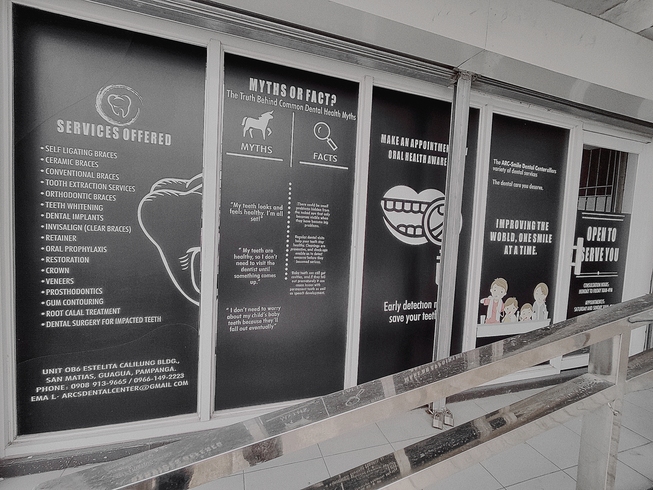 SERVICES OFFERED
• SELF LIGATING BRACES
• CERAMIC BRACES
• CONVENTIONAL BRACES
• TOOTH EXTRACTION SERVICES
• ORTHODONTIC BRACES
• TEETH WHITENING
• DENTAL IMPLANTS
• INVISALIGN (CLEAR BRACES)
• RETAINER
• ORAL PROPHYLAXIS
• RESTORATION
• CROWN
• VENEERS
• PROSTHODONTICS
• GUM CONTOURING
• ROOT CALAL TREATMENT
• DENTAL SURGERY FOR IMPACTED TEETH
UNIT O86 ESTELITA CALILUNG BLDG.,
SAN MATIAS, GUAGUA, PAMPANGA.
PHONE: 0908 913-9665 / 0966-149-2223
EMA L- ARCSDENTALCENTER@GMAIL.COM
MYTHS OR FACT?
The Truth Behind Common Dental Health Myths
MYTHS
FACTS
"My teeth looks and
feels healthy. I'm all
set!"
"My teeth are
healthy, so I don't
need to visit the
dentist until
something comes
up."
"I don't need to worry
about my child's baby
teeth because they'll
fall out eventually"
MAKE AN APPOINTMEN
ORAL HEALTH AWARE
Early detection
save your teeth
The ABC-Smile Dental Center offers
variety of dental services
The dental care you deserve.
IMPROVING THE
WORLD, ONE SMILE
AT A TIME.
OPEN TO
SERVE YOU